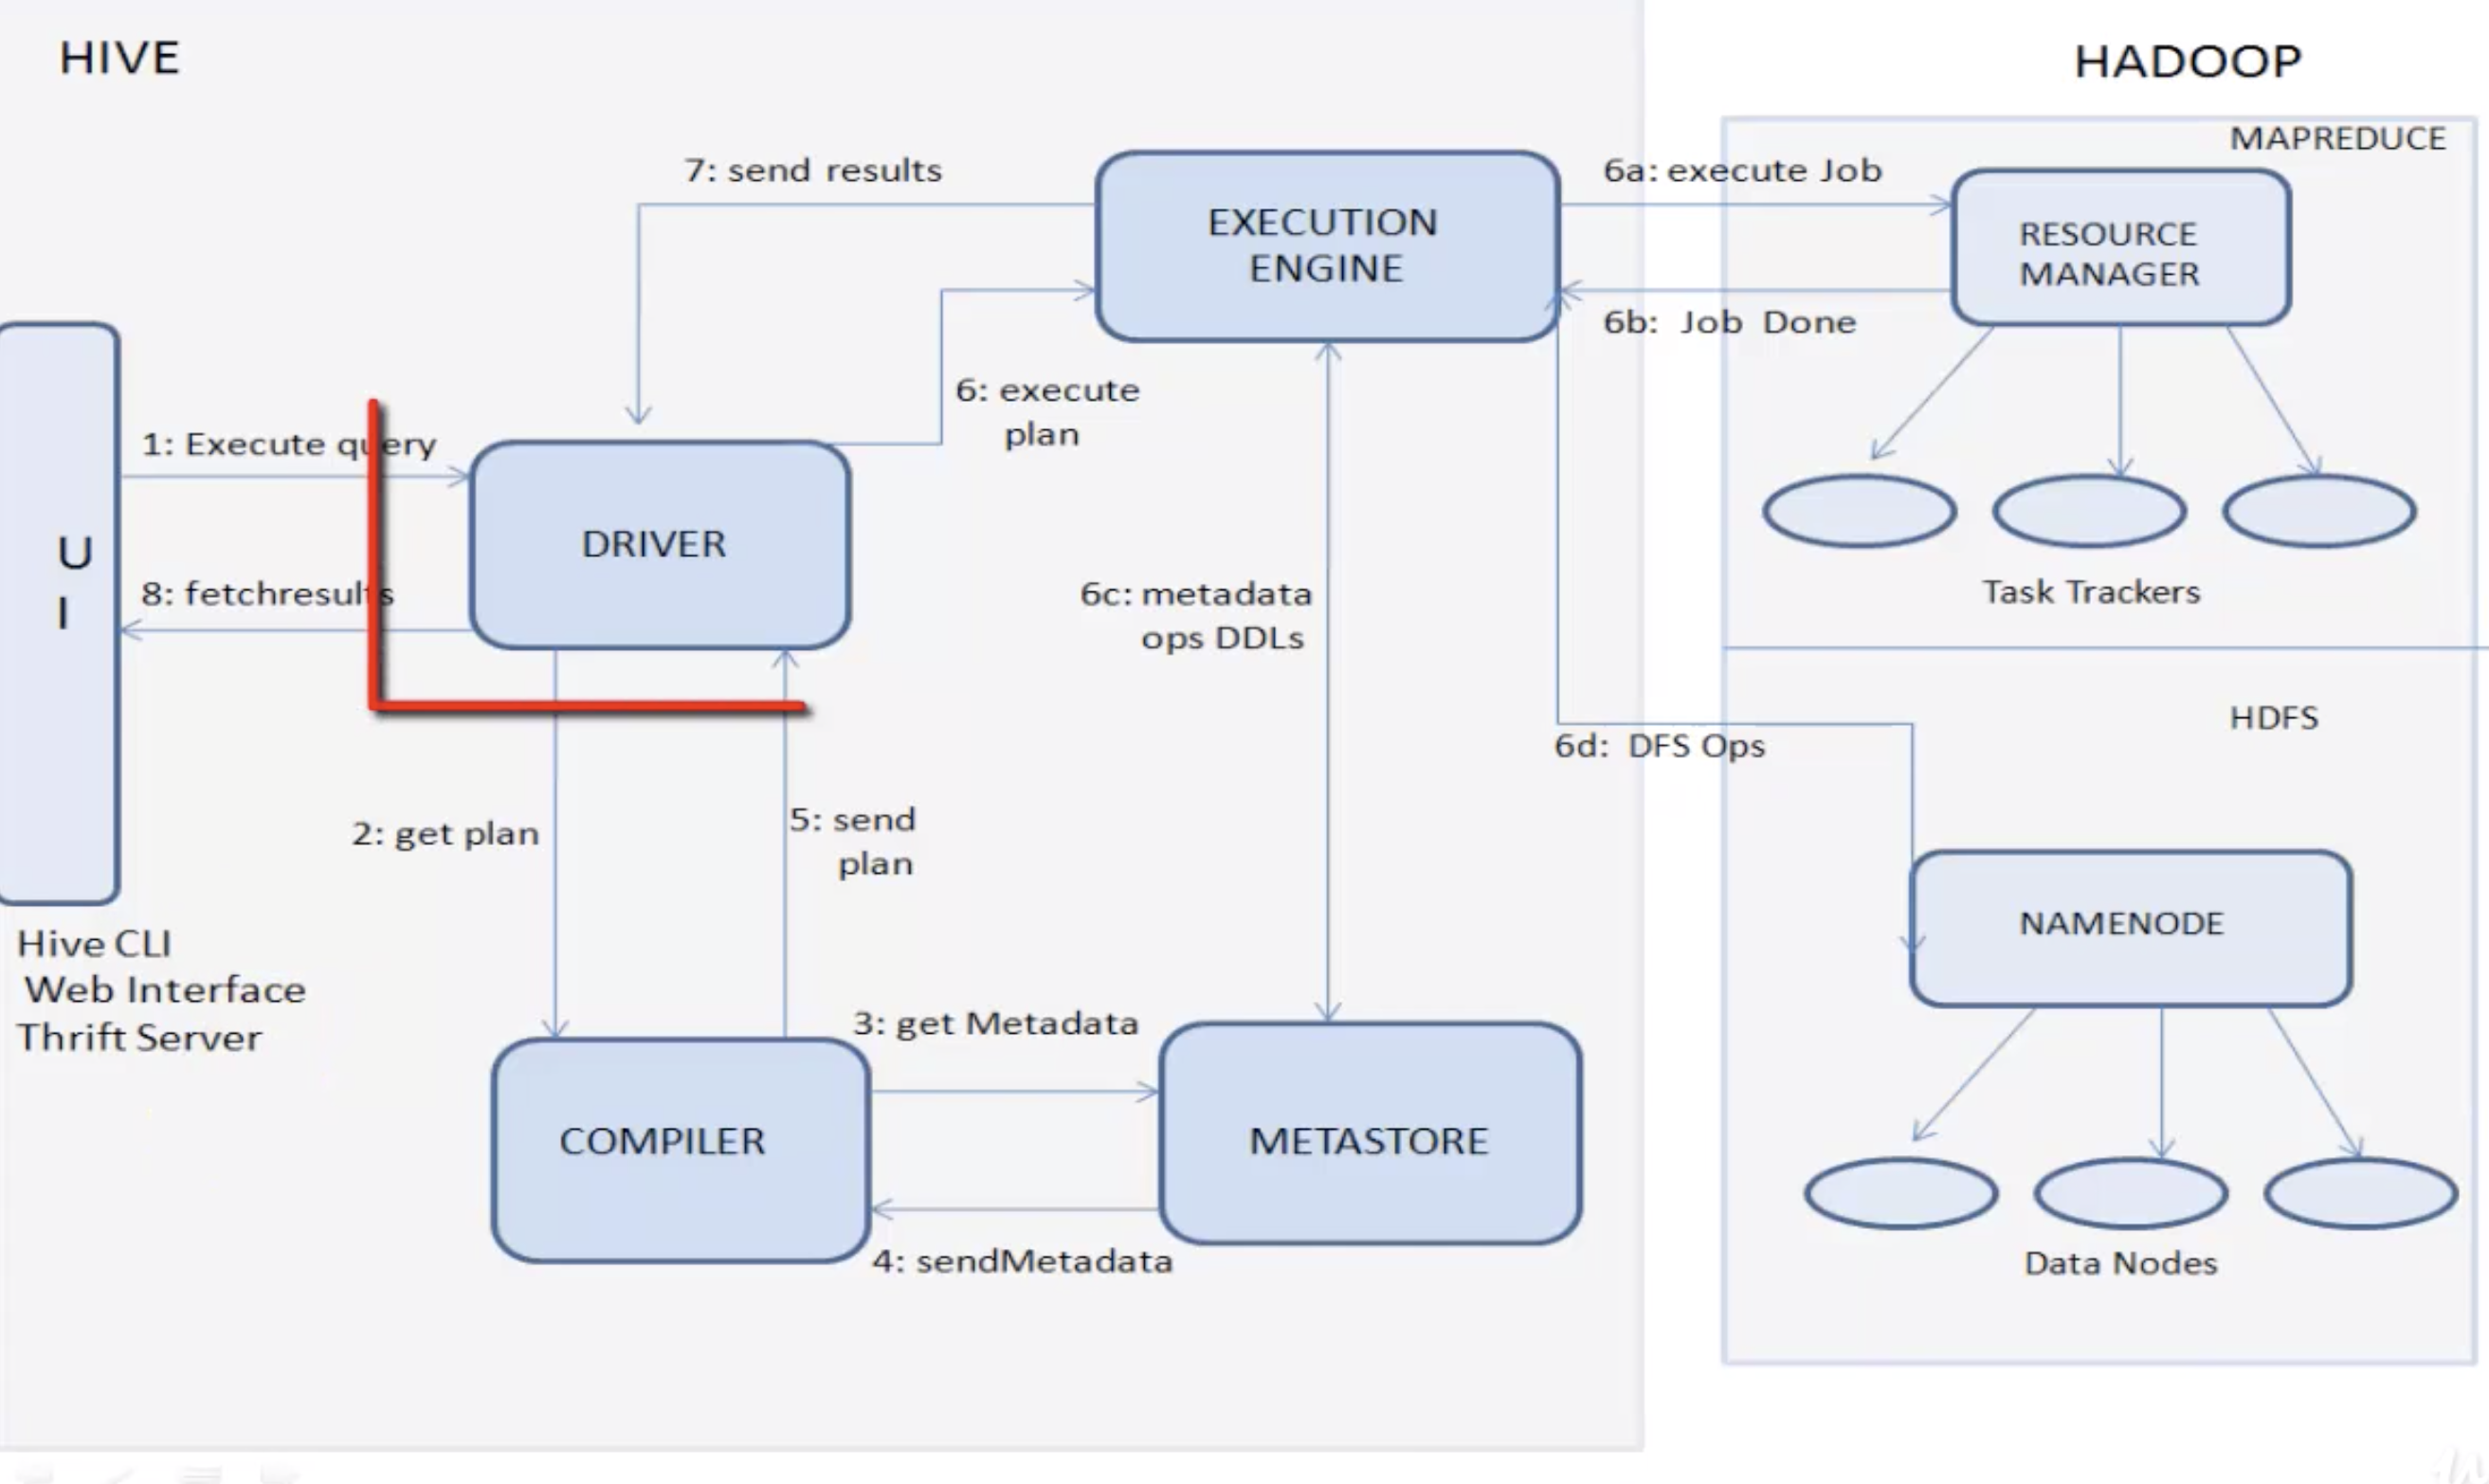 HIVE
HADOOP
MAPREDUCE
7: send results
EXECUTION
ENGINE
6a: execute Job
RESOURCE
MANAGER
6b: Job Done
6: execute
plan
1: Execute query
U
I
DRIVER
8: fetchresults
6c: metadata
ops DDLs
Task Trackers
HDFS
6d: DFS Ops
2: get plan
5: send
plan
NAMENODE
Hive CLI
Web Interface
Thrift Server
3: get Metadata
COMPILER
METASTORE
4: sendMetadata
Data Nodes